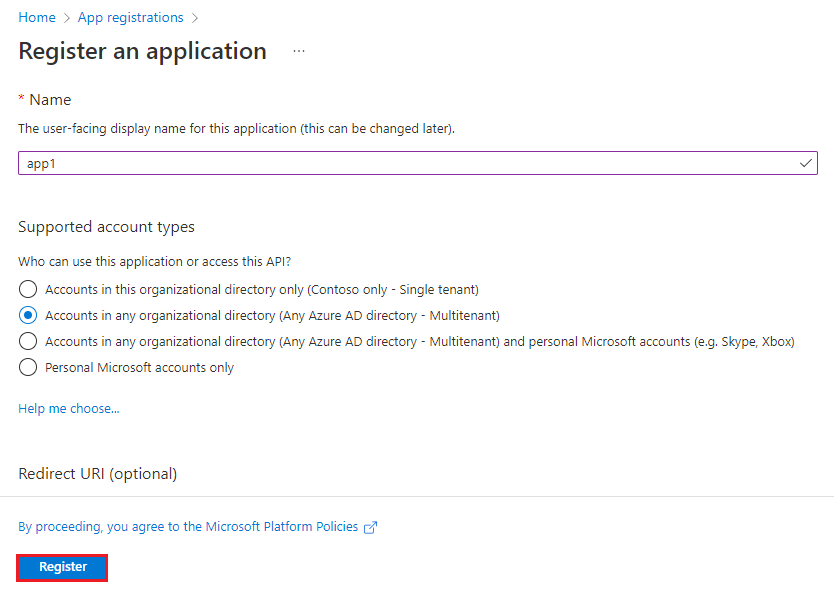 Home > App registrations >
Register an application ...
* Name
The user-facing display name for this application (this can be changed later).
app1
Supported account types
Who can use this application or access this API?
Accounts in this organizational directory only (Contoso only - Single tenant)
Accounts in any organizational directory (Any Azure AD directory - Multitenant)
Accounts in any organizational directory (Any Azure AD directory - Multitenant) and personal Microsoft accounts (e.g. Skype, Xbox)
Personal Microsoft accounts only
Help me choose...
Redirect URI (optional)
By proceeding, you agree to the Microsoft Platform Policies
Register